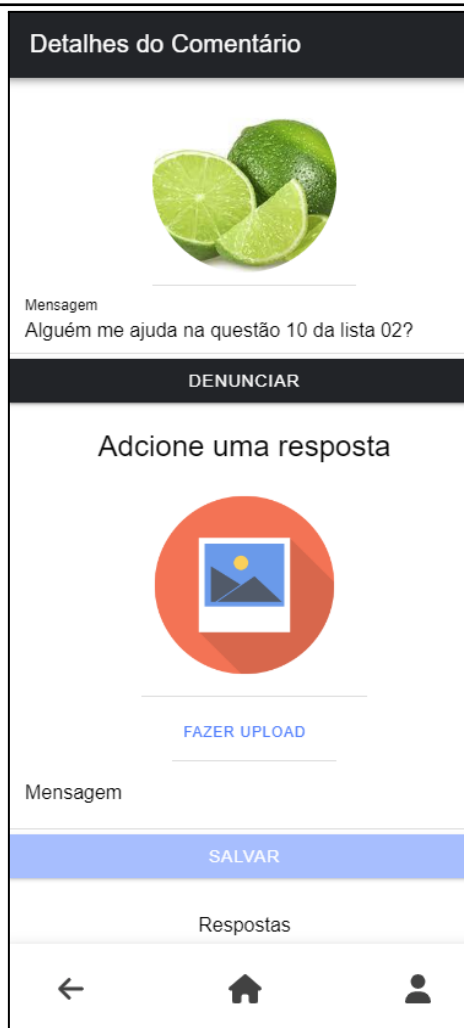 Detalhes do Comentário
Mensagem
Alguém me ajuda na questão 10 da lista 02?
DENUNCIAR
Adcione uma resposta
FAZER UPLOAD
Mensagem
SALVAR
Respostas